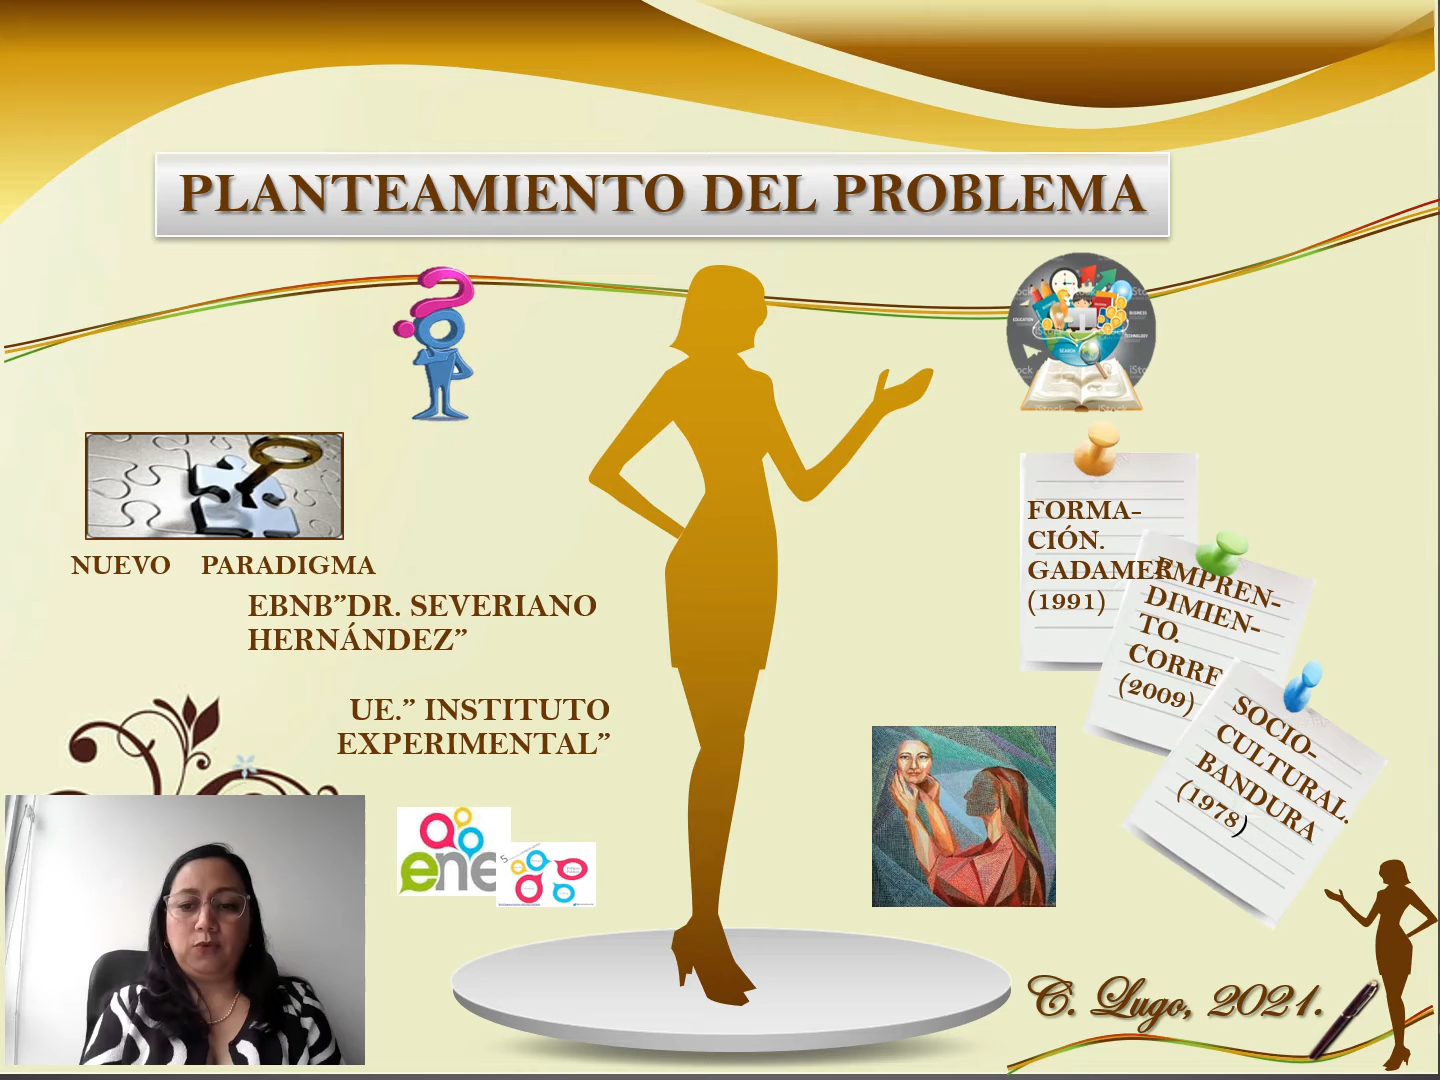 PLANTEAMIENTO DEL PROBLEMA
NUEVO PARADIGMA
EBNB”DR. SEVERIANO
HERNÁNDEZ”
UE.” INSTITUTO
EXPERIMENTAL”
ene
FORMA-
CIÓN.
GADAMER
(1991)
EMPREN-
DIMIEN-
TO.
CORRE
(2009)
SOCIO-
CULTURAL.
BANDURA
(1978)
C. Lugo, 2021.